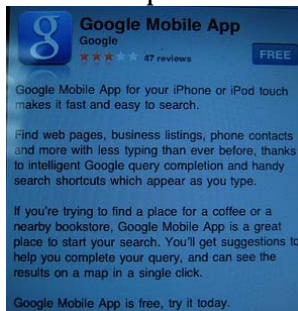 Google Mobile App
Google
47 reviews
FREE
Google Mobile App for your iPhone or iPod touch
makes it fast and easy to search.
Find web pages, business listings, phone contacts
and more with less typing than ever before, thanks
to intelligent Google query completion and handy
search shortcuts which appear as you type.
If you're trying to find a place for a coffee or a
nearby bookstore, Google Mobile App is a great
place to start your search. You'll get suggestions to
help you complete your query, and can see the
results on a map in a single click.
Google Mobile App is free, try it today.